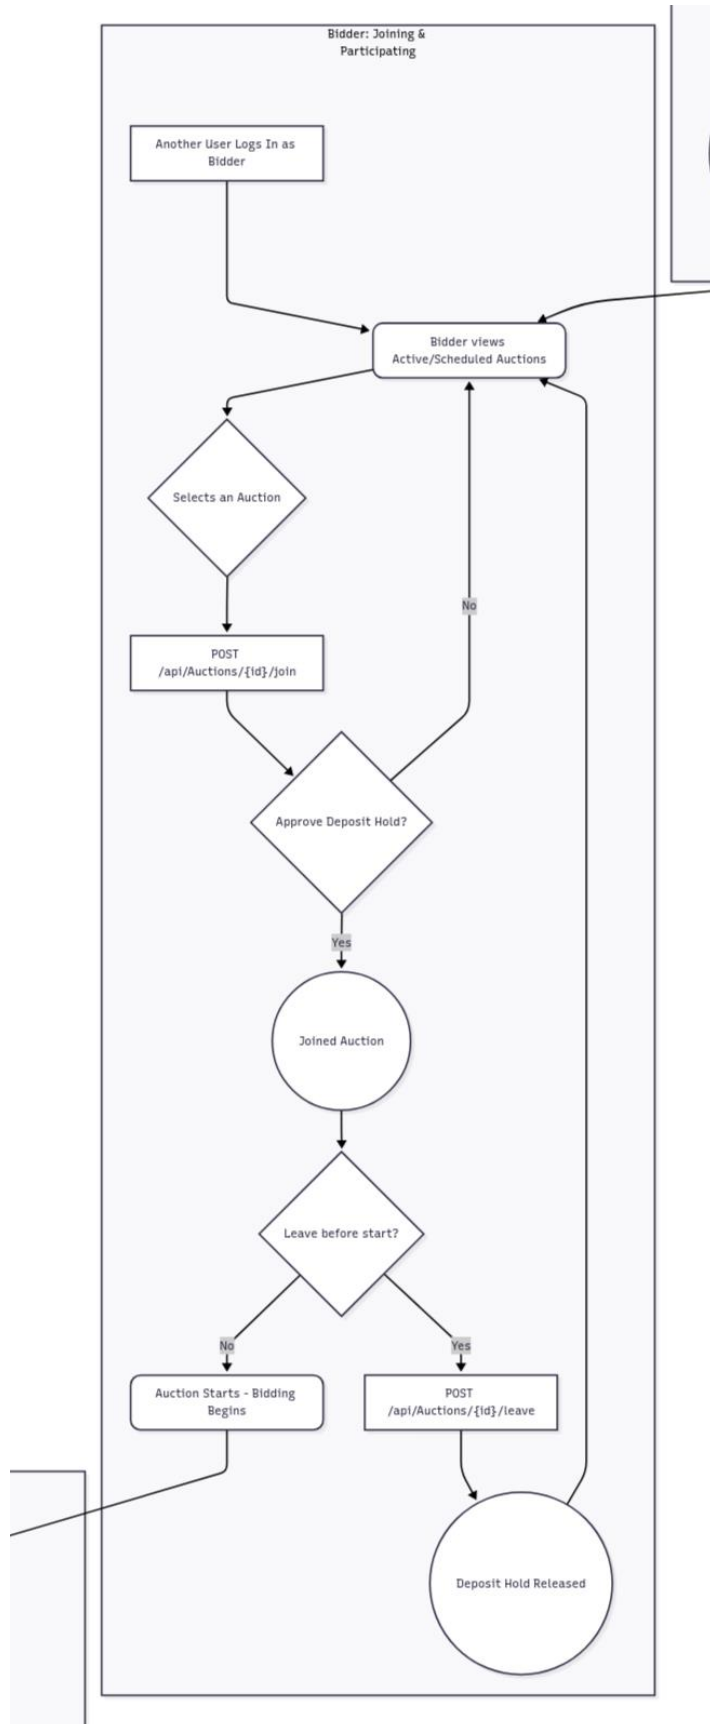 Bidder: Joining &
Participating
Another User Logs In as
Bidder
Bidder views
Active/Scheduled Auctions
Selects an Auction
No
POST
/api/Auctions/{id}/join
Approve Deposit Hold?
Yes
Joined Auction
Leave before start?
No
Yes
Auction Starts - Bidding
Begins
POST
/api/Auctions/{id}/leave
Deposit Hold Released